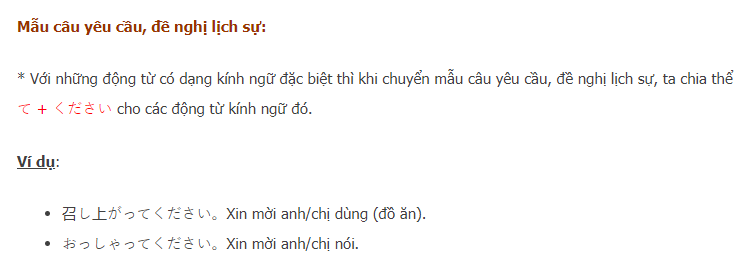 Mẫu câu yêu cầu, đề nghị lịch sự:
* Với những động từ có dạng kính ngữ đặc biệt thì khi chuyển mẫu câu yêu cầu, đề nghị lịch sự, ta chia thể
て + ください cho các động từ kính ngữ đó.
Ví dụ:
• 召し上がってください。Xin mời anh/chị dùng (đồ ăn).
• おっしゃってください。Xin mời anh/chị nói.